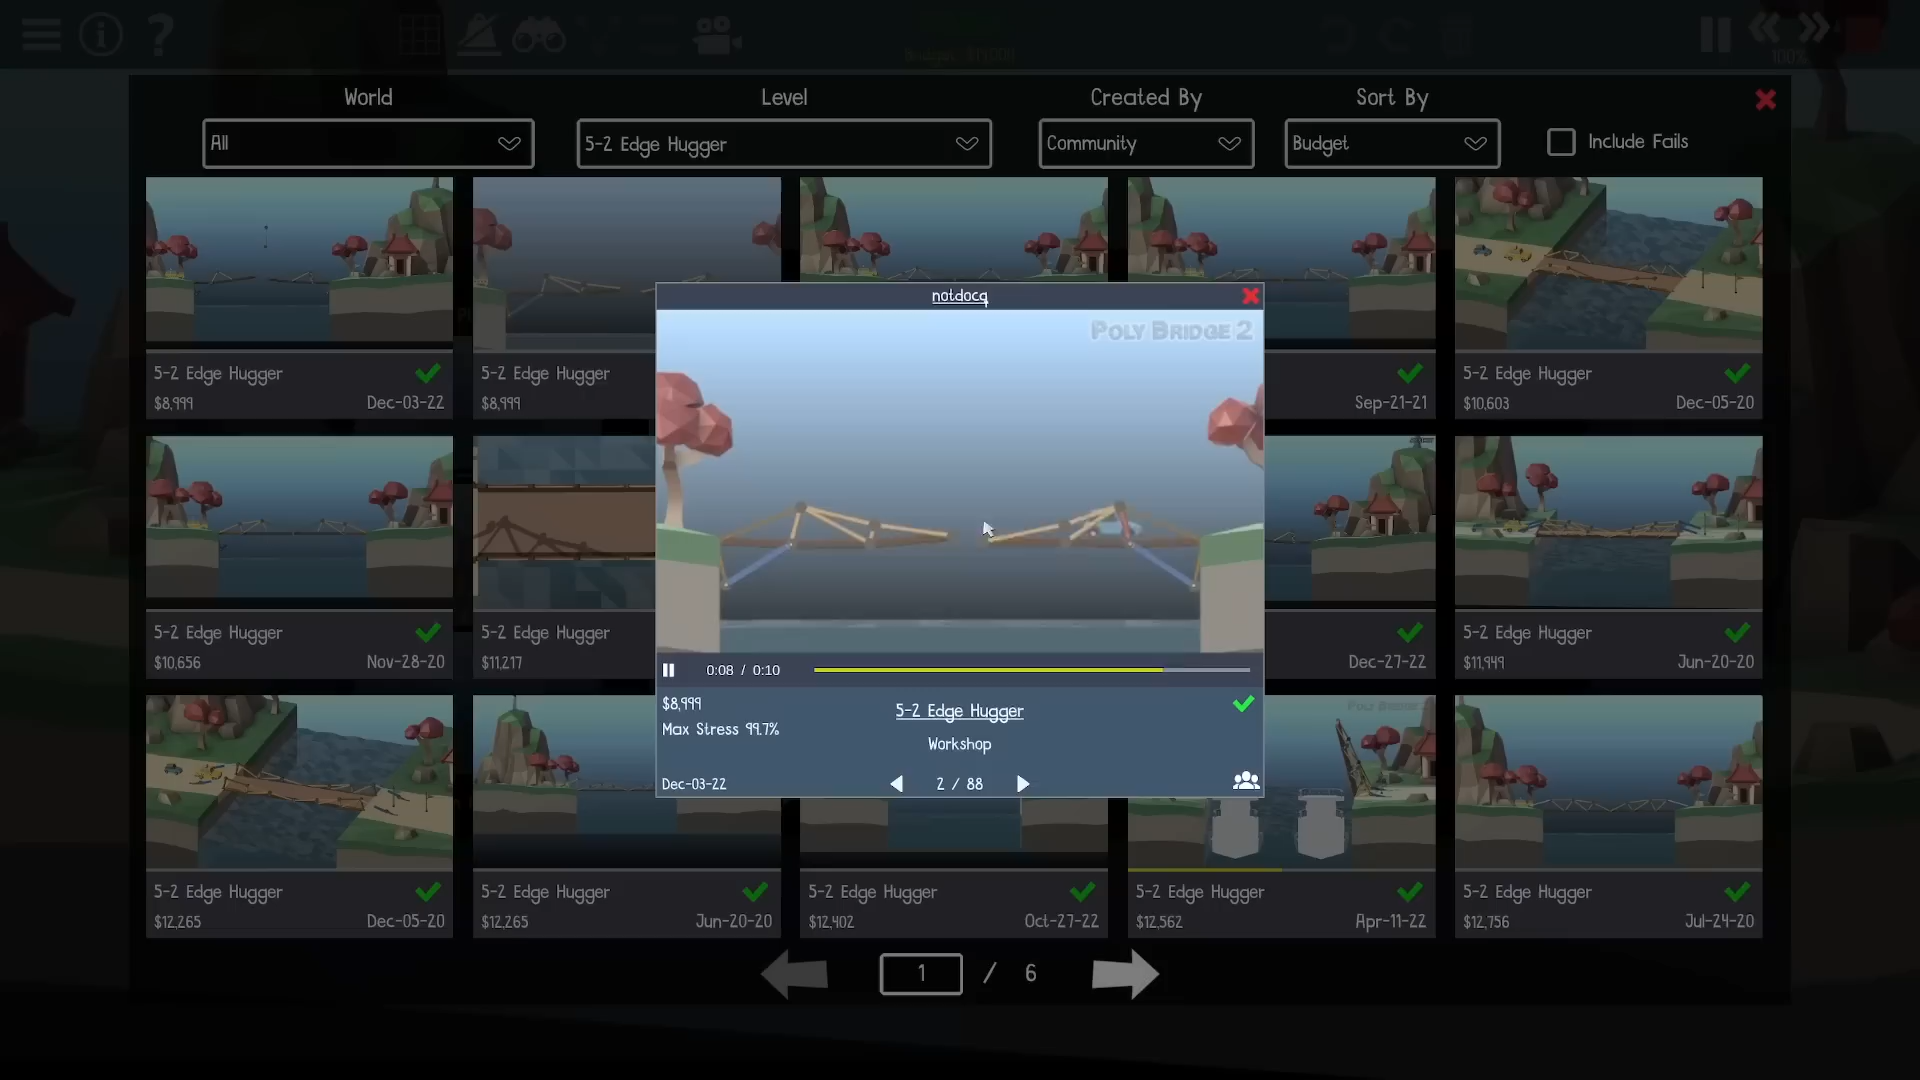 100%
World
Level
Created By
Sort By
All
5-2 Edge Hugger
Community
Budget
Include Fails
5-2 Edge Hugger
$8,999
Dec-03-22
5-2 Edge Hugger
$8,999
Sep-21-21
5-2 Edge Hugger
$10,603
Dec-05-20
notdocq
POLY BRIDGE 2
0:08 / 0:10
$8,999
Max Stress 99.7%
5-2 Edge Hugger
Workshop
Dec-03-22
2 / 88
5-2 Edge Hugger
$10,656
Nov-28-20
5-2 Edge Hugger
$11,217
Dec-27-22
5-2 Edge Hugger
$11,949
Jun-20-20
5-2 Edge Hugger
$12,265
Dec-05-20
5-2 Edge Hugger
$12,265
Jun-20-20
5-2 Edge Hugger
$12,402
Oct-27-22
POLY BRIDGE 2
5-2 Edge Hugger
$12,562
Apr-11-22
5-2 Edge Hugger
$12,756
Jul-24-20
1 / 6